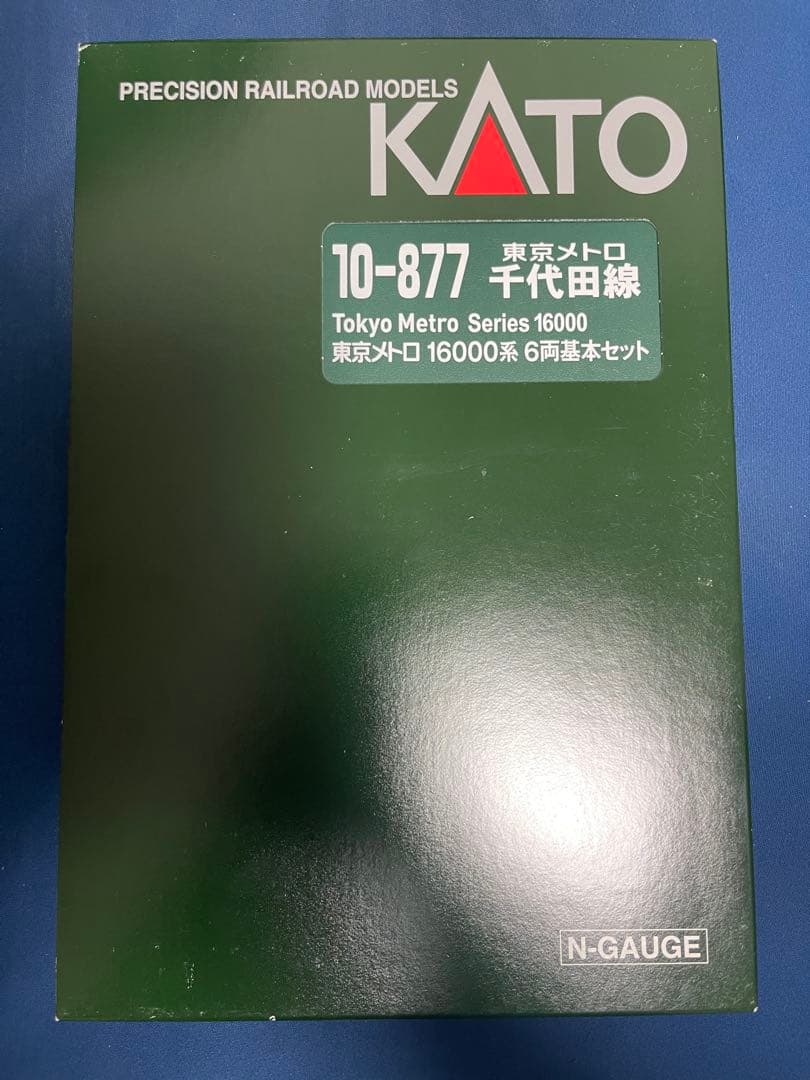 PRECISION RAILROAD MODELS
KATO
10-877 東京メトロ 千代田線
Tokyo Metro Series 16000
東京メトロ 16000系 6両基本セット
N-GAUGE